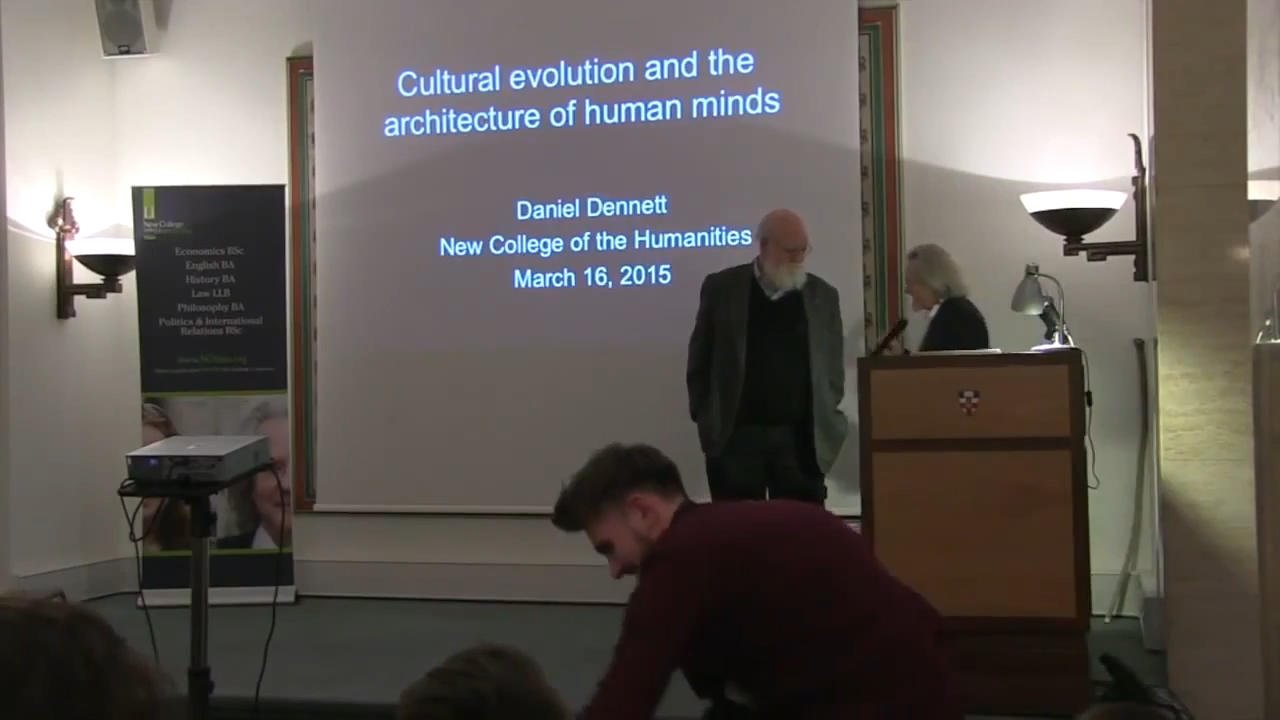 Cultural evolution and the
architecture of human minds
Daniel Dennett
New College of the Humanities
March 16, 2015
New College
Economics BSc
English BA
History BA
Law LLB
Philosophy BA
Politics & International
Relations BSc